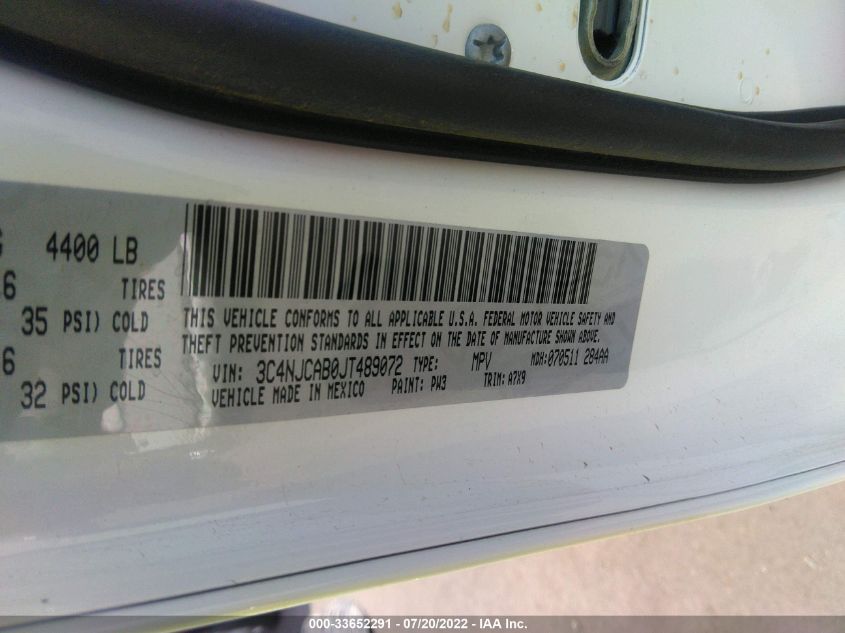 G 4400 LB
6 TIRES
35 PSI) COLD
6 TIRES
32 PSI) COLD
THIS VEHICLE CONFORMS TO ALL APPLICABLE U.S.A. FEDERAL MOTOR VEHICLE SAFETY AND
THEFT PREVENTION STANDARDS IN EFFECT ON THE DATE OF MANUFACTURE SHOWN ABOVE.
VIN: 3C4NJCAB0JT489072 TYPE: MPV MDH:070511 284AA
VEHICLE MADE IN MEXICO PAINT: PW3 TRIM: A7X9
000-33652291 - 07/20/2022 - IAA Inc.